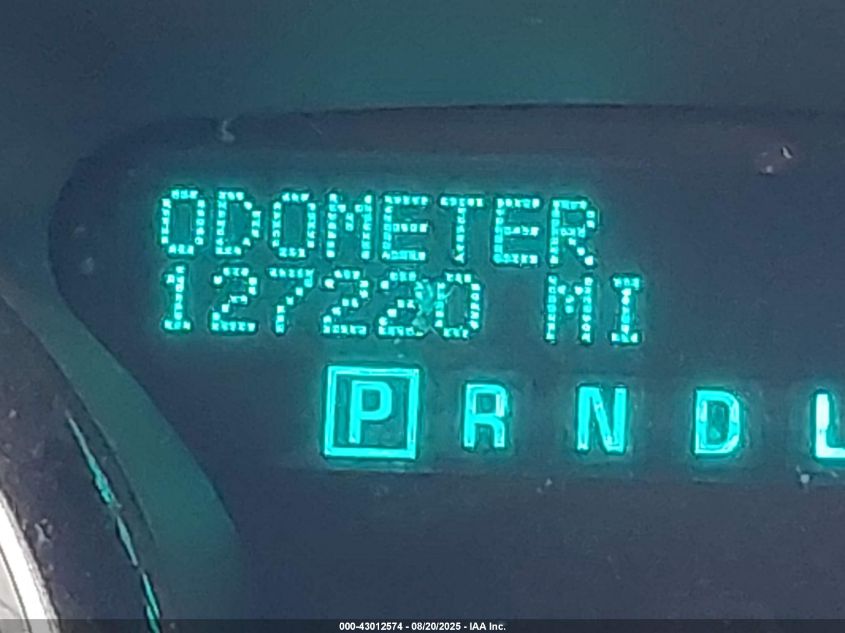 ODOMETER
127220 MI
P R N D L
000-43012574 - 08/20/2025 - IAA Inc.